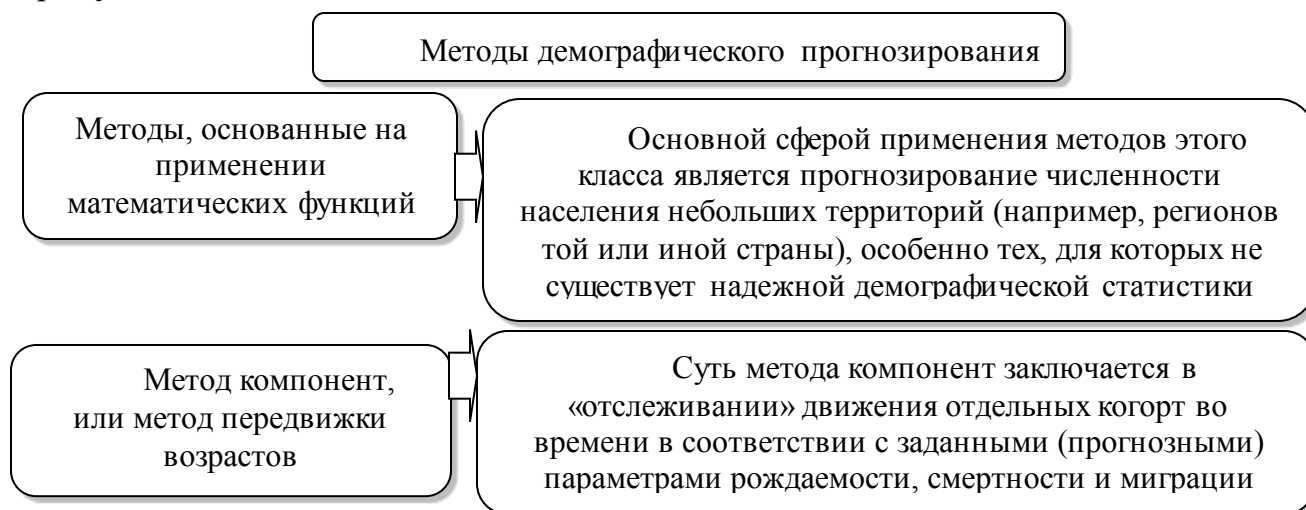 Методы демографического прогнозирования
Методы, основанные на
применении
математических функций
Основной сферой применения методов этого
класса является прогнозирование численности
населения небольших территорий (например, регионов
той или иной страны), особенно тех, для которых не
существует надежной демографической статистики
Метод компонент,
или метод передвижки
возрастов
Суть метода компонент заключается в
«отслеживании» движения отдельных когорт во
времени в соответствии с заданными (прогнозными)
параметрами рождаемости, смертности и миграции